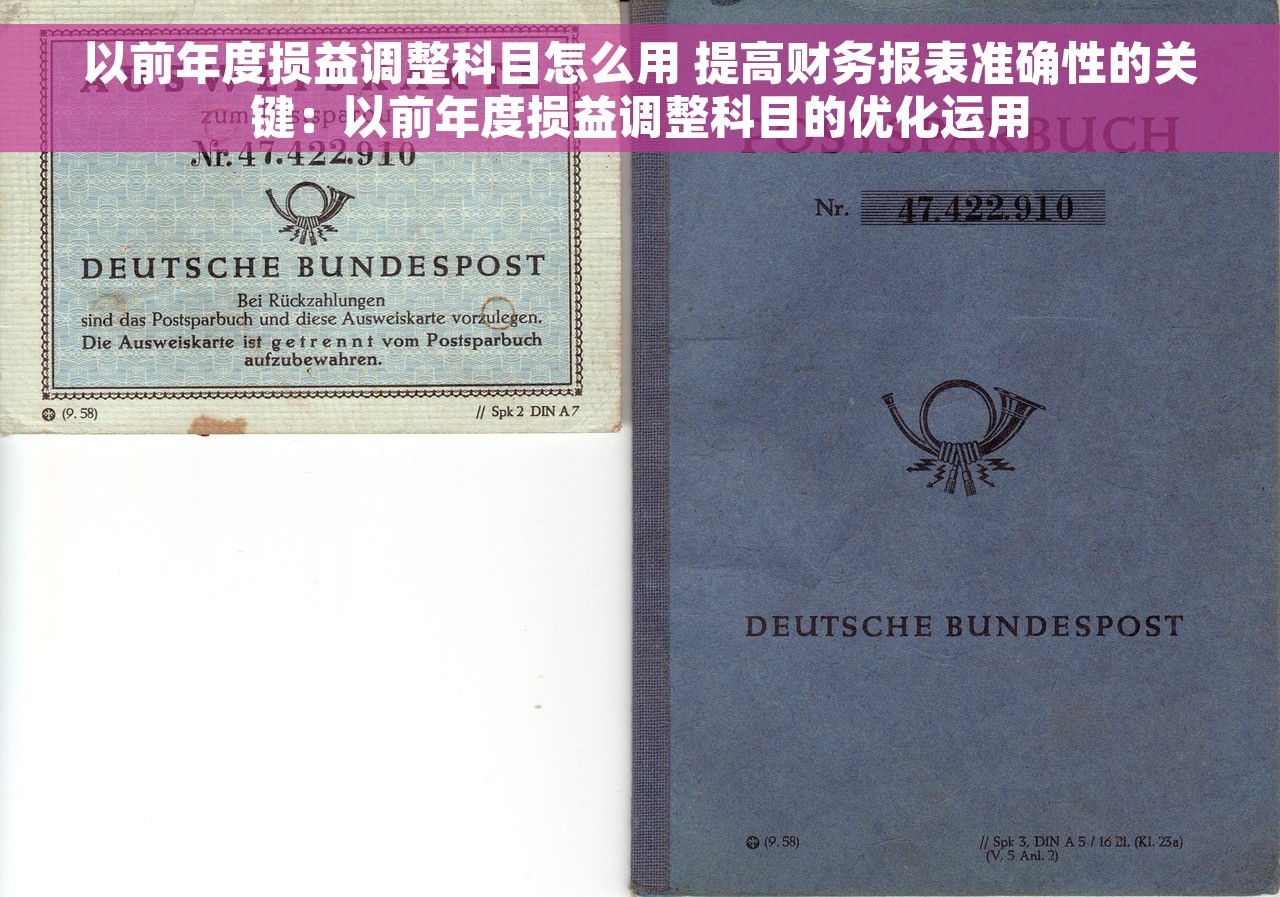 以前年度损益调整科目怎么用 提高财务报表准确性的关
键：以前年度损益调整科目的优化运用
AUSWEISKARTE
zum Postsparbuch
Nr. 47.422.910
DEUTSCHE BUNDESPOST
Bei Rückzahlungen
sind das Postsparbuch und diese Ausweiskarte vorzulegen.
Die Ausweiskarte ist getrennt vom Postsparbuch
aufzubewahren.
(9. 58)
// Spk 2 DIN A 7
POSTSPARBUCH
Nr. 47.422.910
DEUTSCHE BUNDESPOST
(9. 58)
// Spk 3, DIN A 5 / 16 Bl. (Kl. 23a)
(V, 5 Anl. 2)